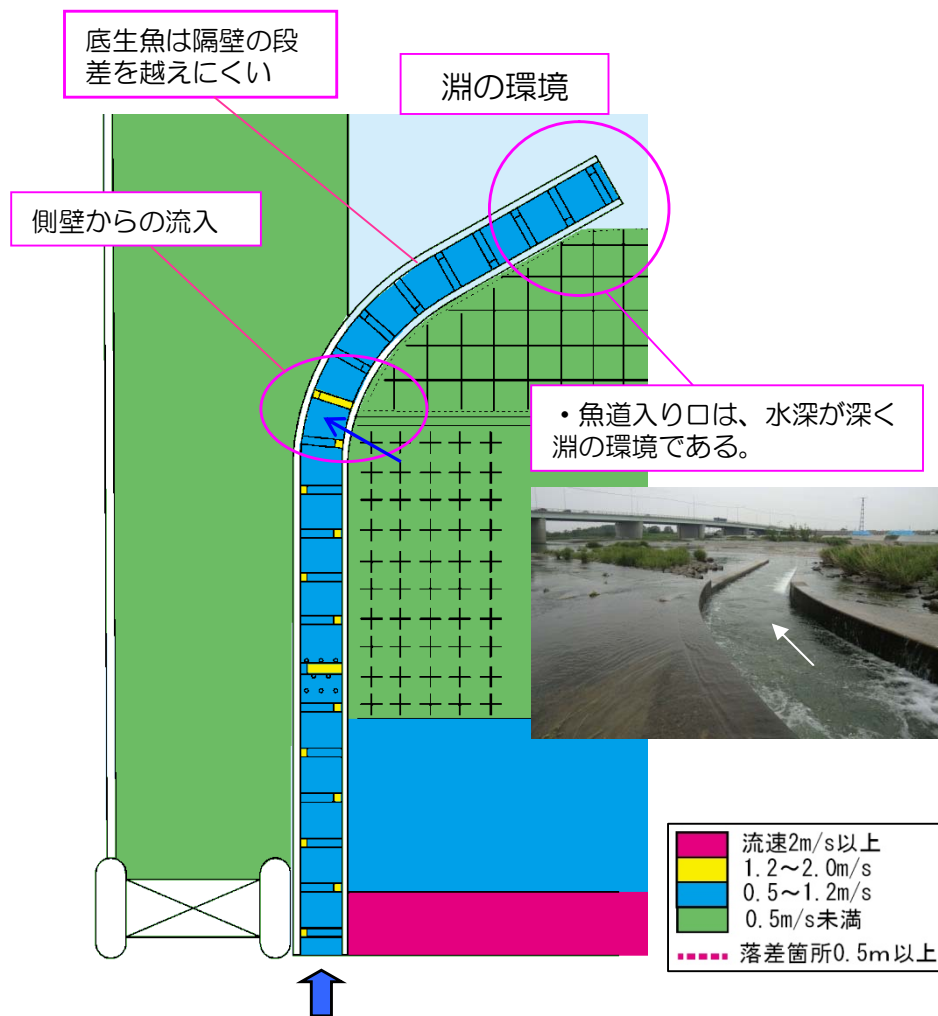 底生魚は隔壁の段
差を越えにくい
淵の環境
側壁からの流入
・魚道入り口は、水深が深く
淵の環境である。
流速2m/s以上
1.2～2.0m/s
0.5～1.2m/s
0.5m/s未満
落差箇所0.5m以上